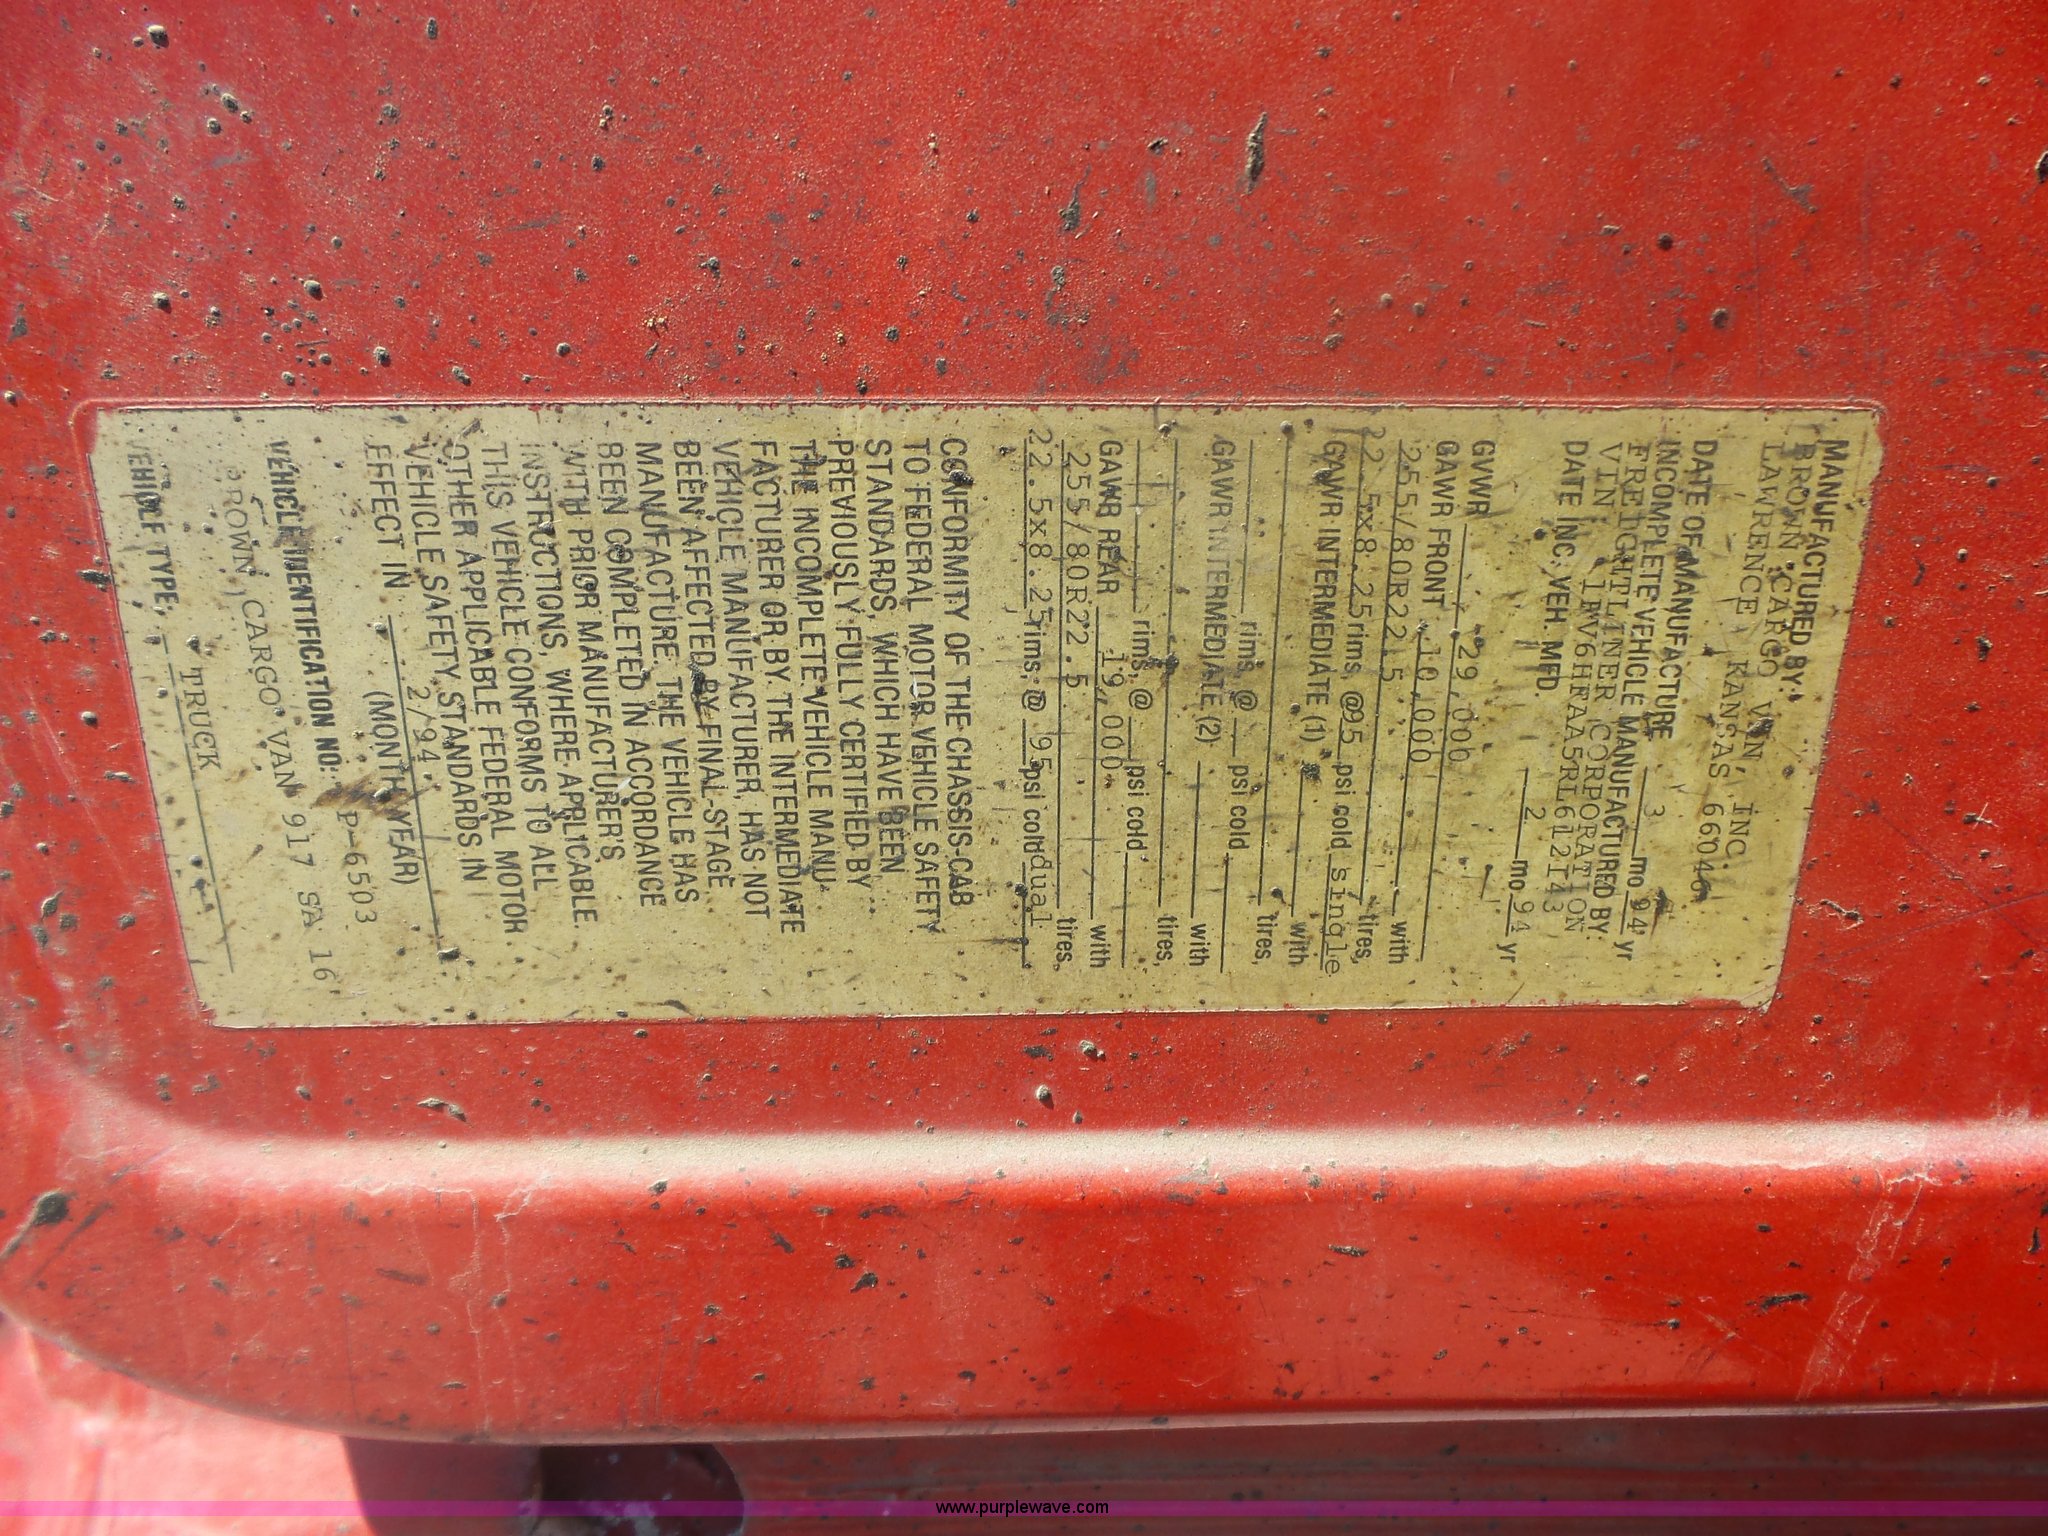 MANUFACTURED BY:
BROWN CARGO VAN, INC.
LAWRENCE, KANSAS 66046
DATE OF MANUFACTURE 3 mo 94 yr
INCOMPLETE VEHICLE MANUFACTURED BY:
FREIGHTLINER CORPORATION
VIN 1FV6HFAA5RL612143
DATE INC. VEH. MFD. 2 mo 94 yr
GVWR 29,000
GAWR FRONT 10,000
255/80R22.5 with
22.5x8.25 rims, @95 psi cold single
GAWR INTERMEDIATE (1) tires,
with
rims, @ psi cold tires,
GAWR INTERMEDIATE (2) with
rims, @ psi cold tires,
GAWR REAR 19,000 with
255/80R22.5 tires,
22.5x8.25 rims, @ 95 psi cold dual
CONFORMITY OF THE CHASSIS-CAB
TO FEDERAL MOTOR VEHICLE SAFETY
STANDARDS, WHICH HAVE BEEN
PREVIOUSLY FULLY CERTIFIED BY
THE INCOMPLETE VEHICLE MANU-
FACTURER OR BY THE INTERMEDIATE
VEHICLE MANUFACTURER, HAS NOT
BEEN AFFECTED BY FINAL-STAGE
MANUFACTURE. THE VEHICLE HAS
BEEN COMPLETED IN ACCORDANCE
WITH PRIOR MANUFACTURER'S
INSTRUCTIONS, WHERE APPLICABLE.
THIS VEHICLE CONFORMS TO ALL
OTHER APPLICABLE FEDERAL MOTOR
VEHICLE SAFETY STANDARDS IN
EFFECT IN 2/94
(MONTH, YEAR)
VEHICLE IDENTIFICATION NO: P-6503
BROWN CARGO VAN 917 SA 16'
VEHICLE TYPE: TRUCK
www.purplewave.com